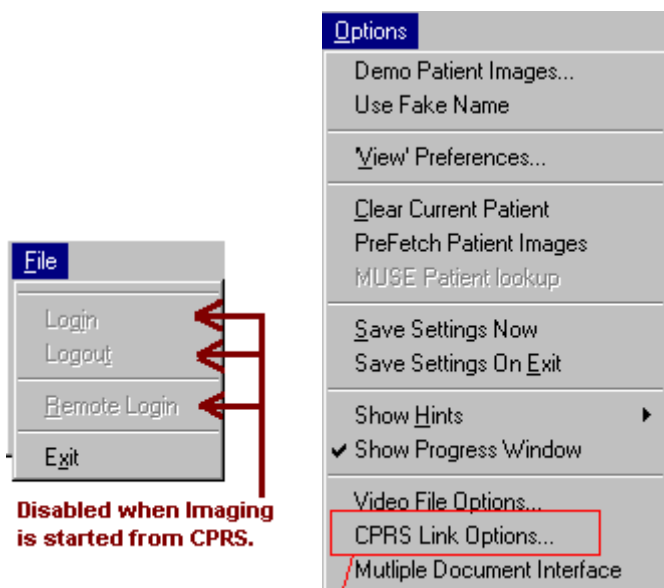 File
Login
Logout
Remote Login
Exit
Disabled when Imaging
is started from CPRS.
Options
Demo Patient Images...
Use Fake Name
'View' Preferences...
Clear Current Patient
PreFetch Patient Images
MUSE Patient lookup
Save Settings Now
Save Settings On Exit
Show Hints
Show Progress Window
Video File Options...
CPRS Link Options...
Mutliple Document Interface